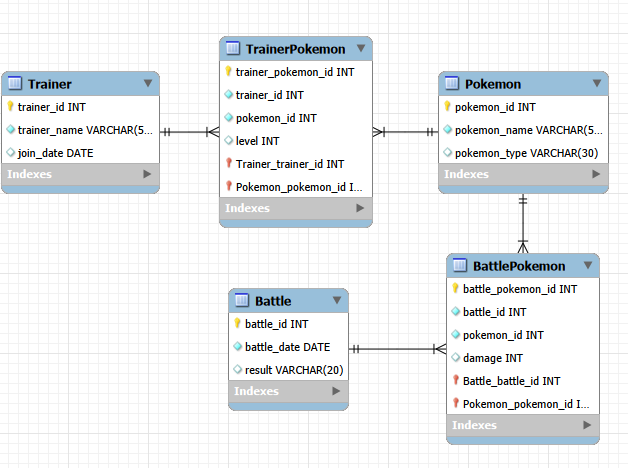 Trainer
trainer_id INT
trainer_name VARCHAR(5...
join_date DATE
Indexes
TrainerPokemon
trainer_pokemon_id INT
trainer_id INT
pokemon_id INT
level INT
Trainer_trainer_id INT
Pokemon_pokemon_id I...
Indexes
Pokemon
pokemon_id INT
pokemon_name VARCHAR(5...
pokemon_type VARCHAR(30)
Indexes
Battle
battle_id INT
battle_date DATE
result VARCHAR(20)
Indexes
BattlePokemon
battle_pokemon_id INT
battle_id INT
pokemon_id INT
damage INT
Battle_battle_id INT
Pokemon_pokemon_id I...
Indexes